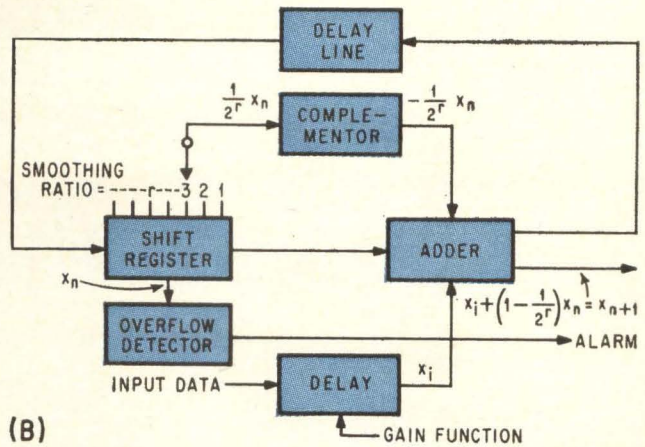 DELAY
LINE
1/2^r x_n
COMPLE-
MENTOR
-1/2^r x_n
SMOOTHING
RATIO = -----r---3 2 1
SHIFT
REGISTER
ADDER
x_n
x_i + (1 - 1/2^r) x_n = x_{n+1}
OVERFLOW
DETECTOR
ALARM
INPUT DATA
DELAY
x_i
(B)
GAIN FUNCTION